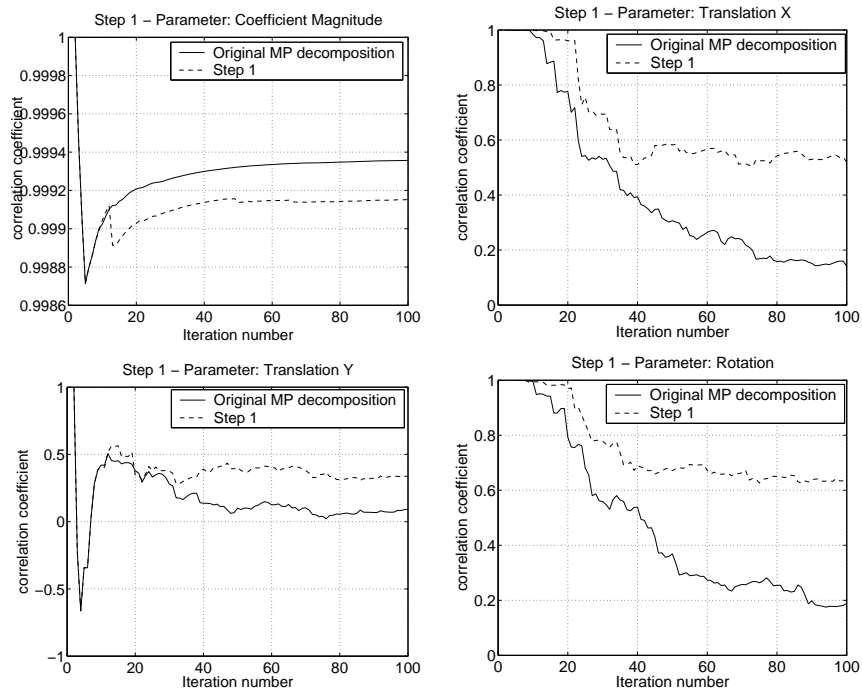 Step 1 − Parameter: Coefficient Magnitude
Original MP decomposition
Step 1
correlation coefficient
1
0.9998
0.9996
0.9994
0.9992
0.999
0.9988
0.9986
0 20 40 60 80 100
Iteration number
Step 1 − Parameter: Translation X
Original MP decomposition
Step 1
correlation coefficient
1
0.8
0.6
0.4
0.2
0
0 20 40 60 80 100
Iteration number
Step 1 − Parameter: Translation Y
Original MP decomposition
Step 1
correlation coefficient
1
0.5
0
−0.5
−1
0 20 40 60 80 100
Iteration number
Step 1 − Parameter: Rotation
Original MP decomposition
Step 1
correlation coefficient
1
0.8
0.6
0.4
0.2
0
0 20 40 60 80 100
Iteration number